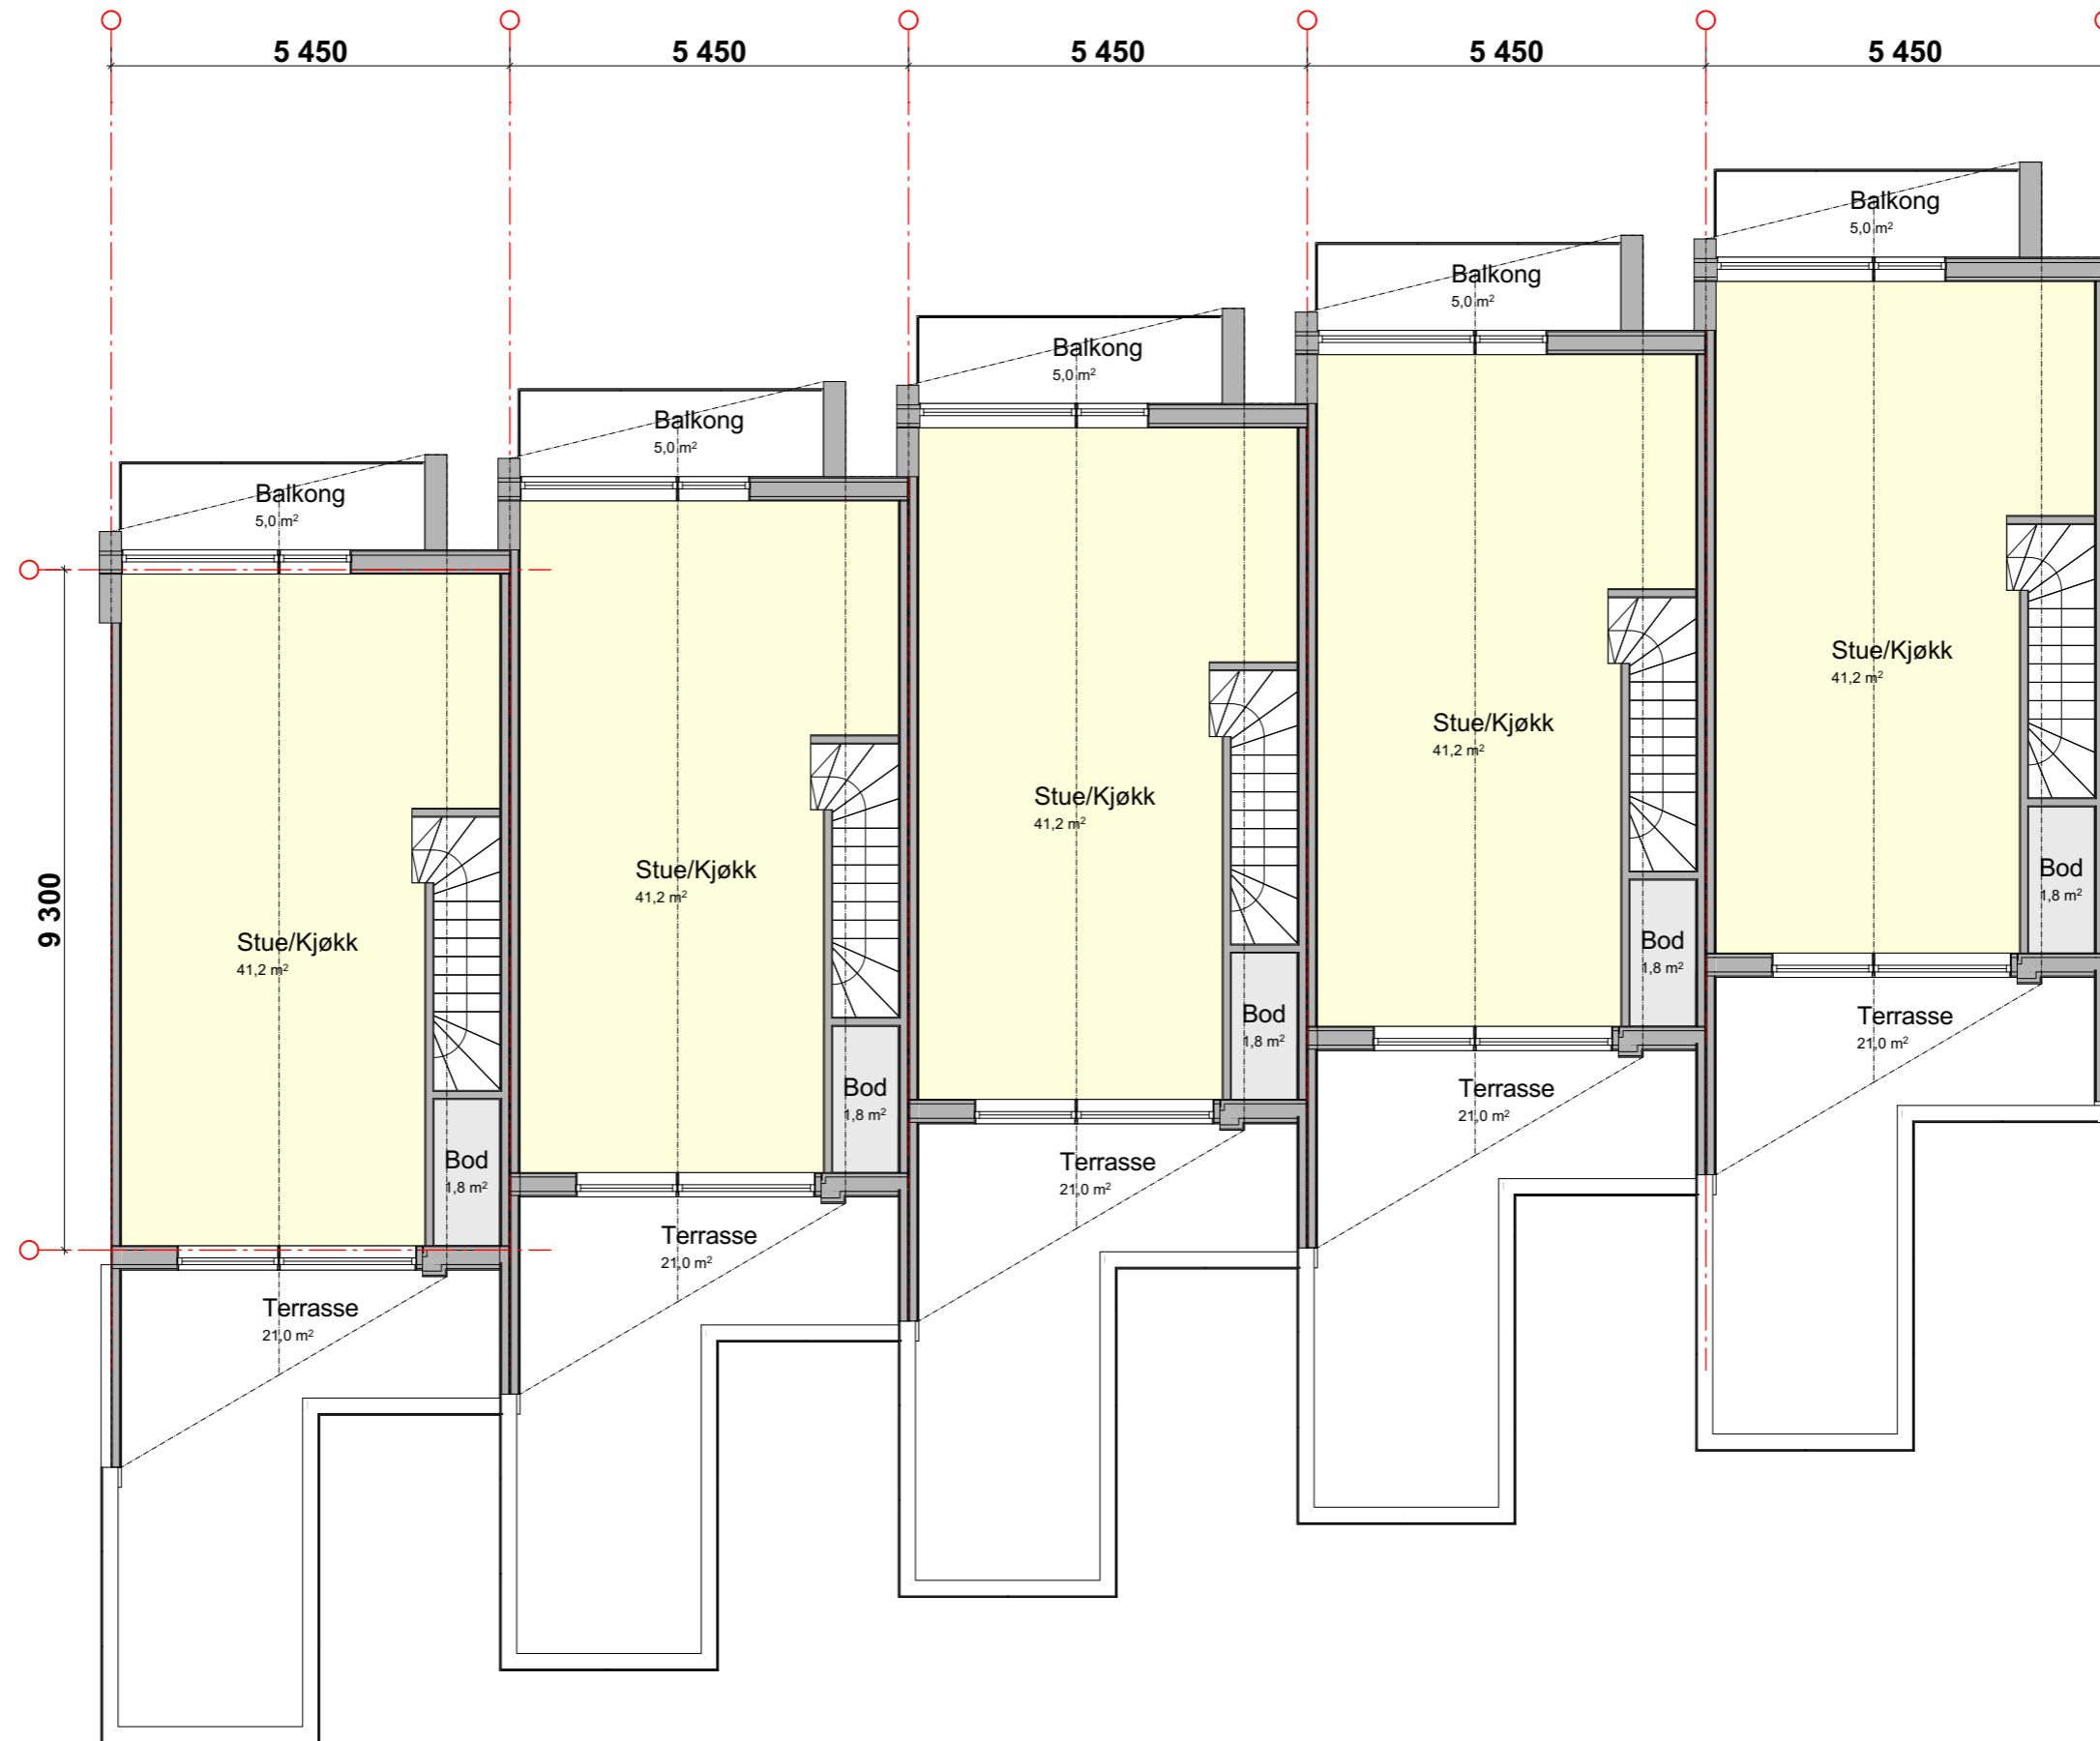 5 450
5 450
5 450
5 450
5 450
9 300
Balkong
5,0 m²
Stue/Kjøkk
41,2 m²
Bod
1,8 m²
Terrasse
21,0 m²
Balkong
5,0 m²
Stue/Kjøkk
41,2 m²
Bod
1,8 m²
Terrasse
21,0 m²
Balkong
5,0 m²
Stue/Kjøkk
41,2 m²
Bod
1,8 m²
Terrasse
21,0 m²
Balkong
5,0 m²
Stue/Kjøkk
41,2 m²
Bod
1,8 m²
Terrasse
21,0 m²
Balkong
5,0 m²
Stue/Kjøkk
41,2 m²
Bod
1,8 m²
Terrasse
21,0 m²